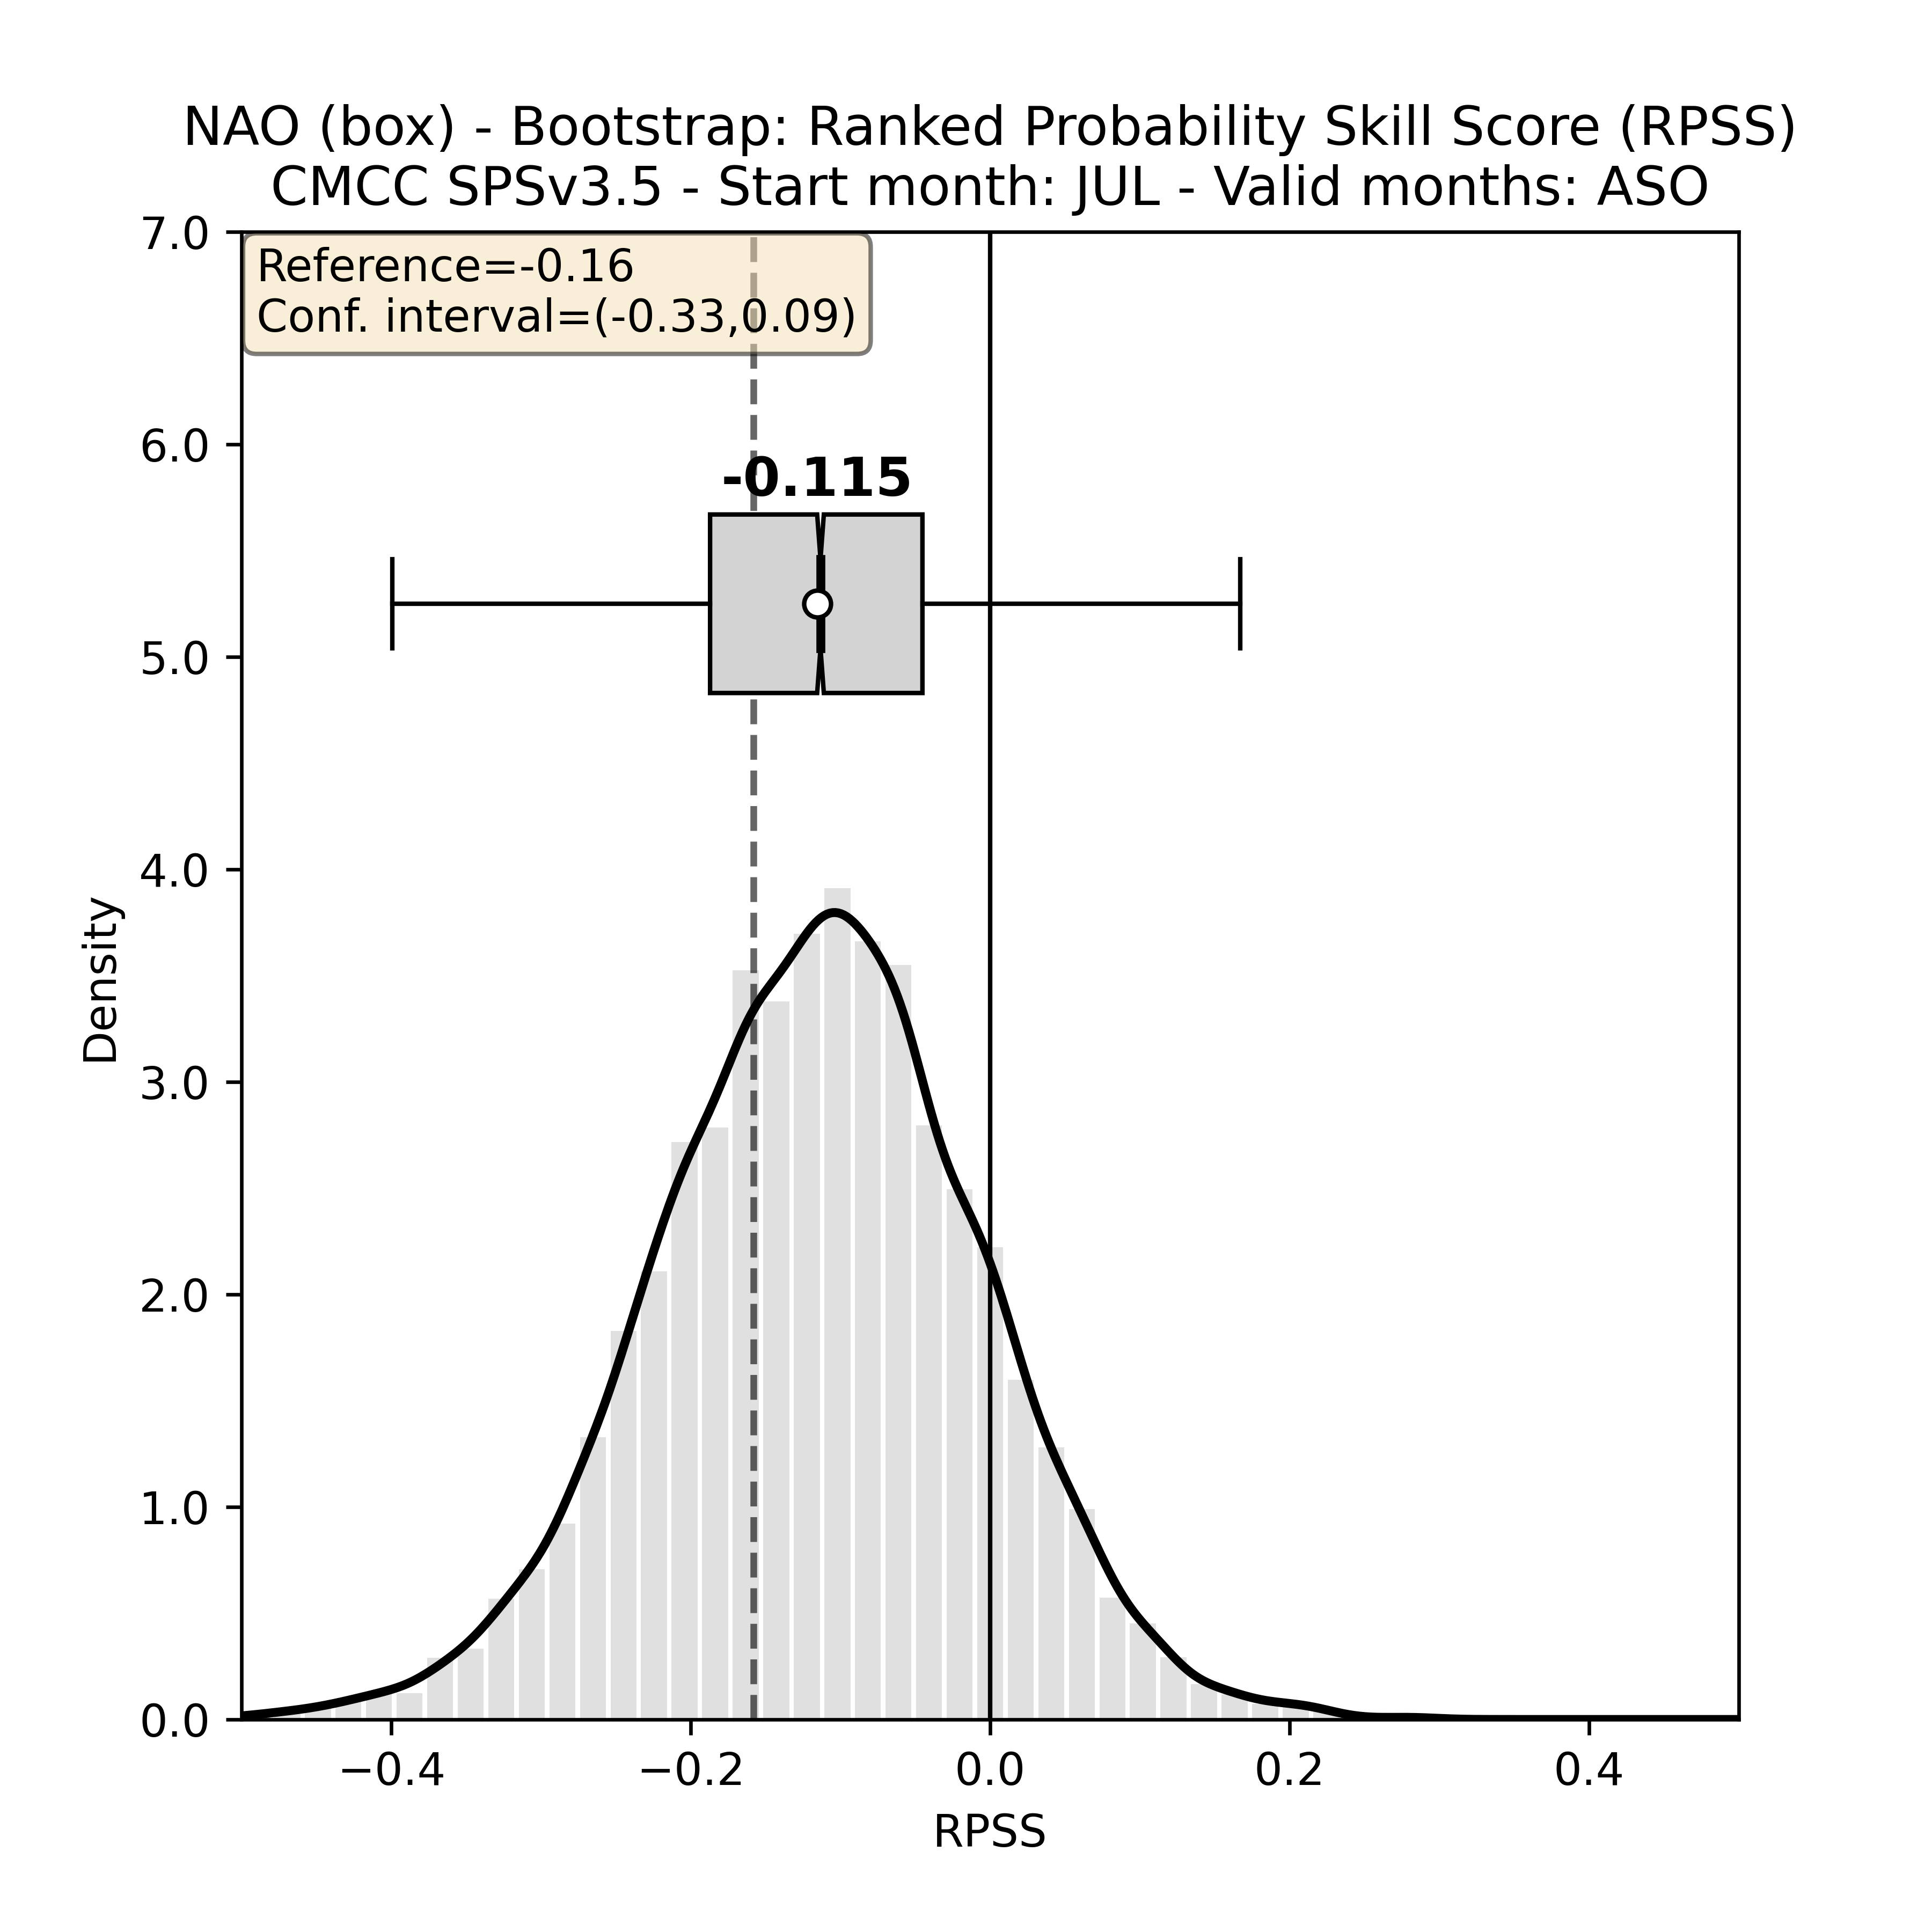 NAO (box) - Bootstrap: Ranked Probability Skill Score (RPSS)
CMCC SPSv3.5 - Start month: JUL - Valid months: ASO
7.0
Reference=-0.16
Conf. interval=(-0.33,0.09)
6.0
-0.115
5.0
4.0
Density
3.0
2.0
1.0
0.0
−0.4 −0.2 0.0 0.2 0.4
RPSS